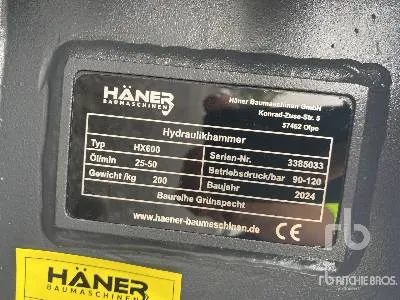 HÄNER
BAUMASCHINEN
Häner Baumaschinen GmbH
Konrad-Zuse-Str. 5
57462 Olpe
Hydraulikhammer
Typ HX600 Serien-Nr. 3385033
Öl/min 25-50 Betriebsdruck/bar 90-120
Gewicht /kg 200 Baujahr 2024
Baureihe Grünspecht
www.haener-baumaschinen.de CE
HÄNER
BAUMASCHINEN
rb
RITCHIE BROS.